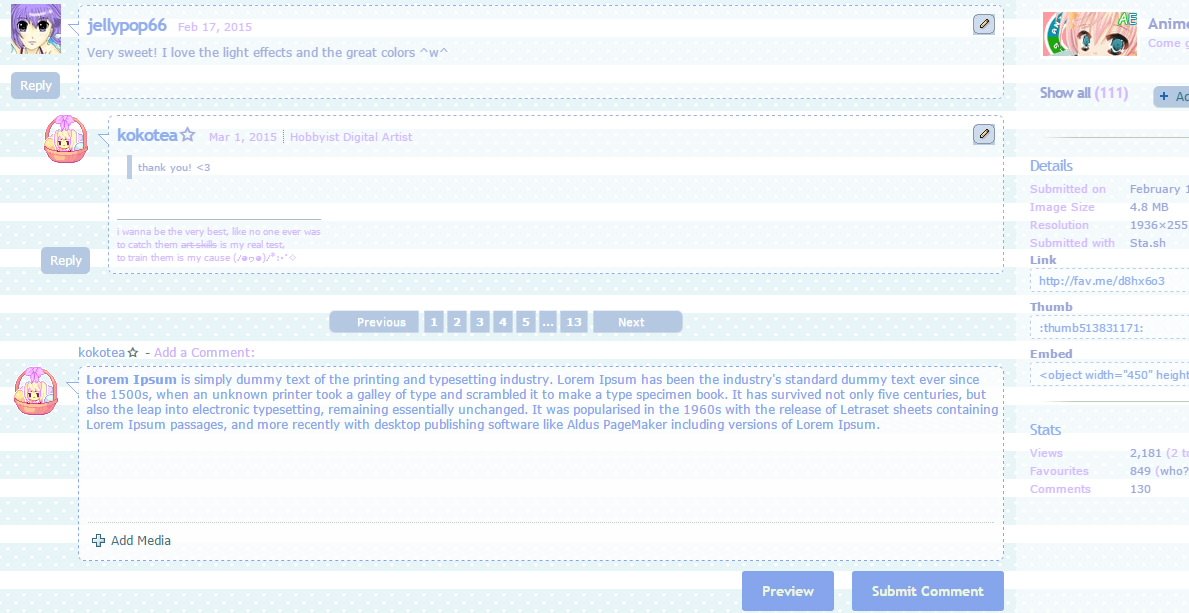 jellypop66 Feb 17, 2015
Very sweet! I love the light effects and the great colors ^w^
Reply
kokotea☆ Mar 1, 2015 Hobbyist Digital Artist
thank you! <3
i wanna be the very best, like no one ever was
to catch them art skills is my real test,
to train them is my cause
Reply
Previous 1 2 3 4 5 ... 13 Next
kokotea☆ - Add a Comment:
Lorem Ipsum is simply dummy text of the printing and typesetting industry. Lorem Ipsum has been the industry's standard dummy text ever since
the 1500s, when an unknown printer took a galley of type and scrambled it to make a type specimen book. It has survived not only five centuries, but
also the leap into electronic typesetting, remaining essentially unchanged. It was popularised in the 1960s with the release of Letraset sheets containing
Lorem Ipsum passages, and more recently with desktop publishing software like Aldus PageMaker including versions of Lorem Ipsum.
Add Media
Preview Submit Comment
AE
Anime
Come g
Show all (111)
+ Ad
Details
Submitted on February 1
Image Size 4.8 MB
Resolution 1936×255
Submitted with Sta.sh
Link
http://fav.me/d8hx6o3
Thumb
:thumb513831171:
Embed
<object width="450" height
Stats
Views 2,181 (2 t
Favourites 849 (who?
Comments 130